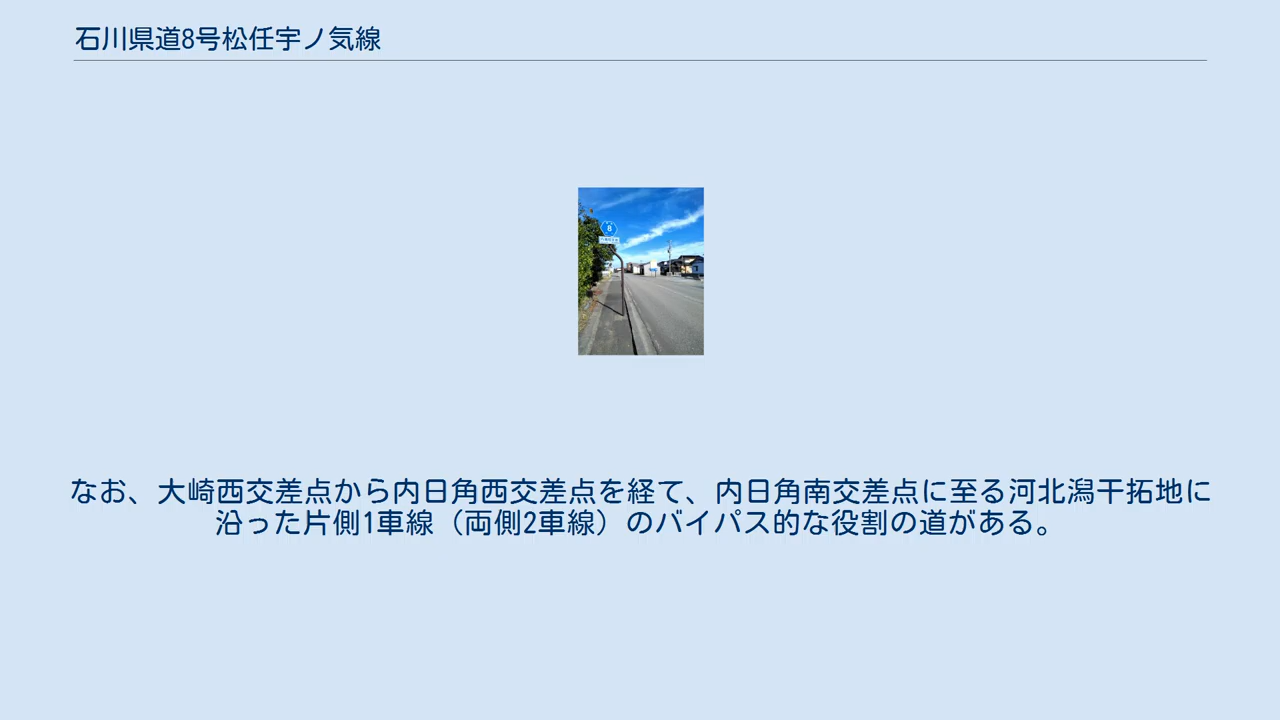 石川県道8号松任宇ノ気線
8
なお、大崎西交差点から内日角西交差点を経て、内日角南交差点に至る河北潟干拓地に
沿った片側1車線（両側2車線）のバイパス的な役割の道がある。